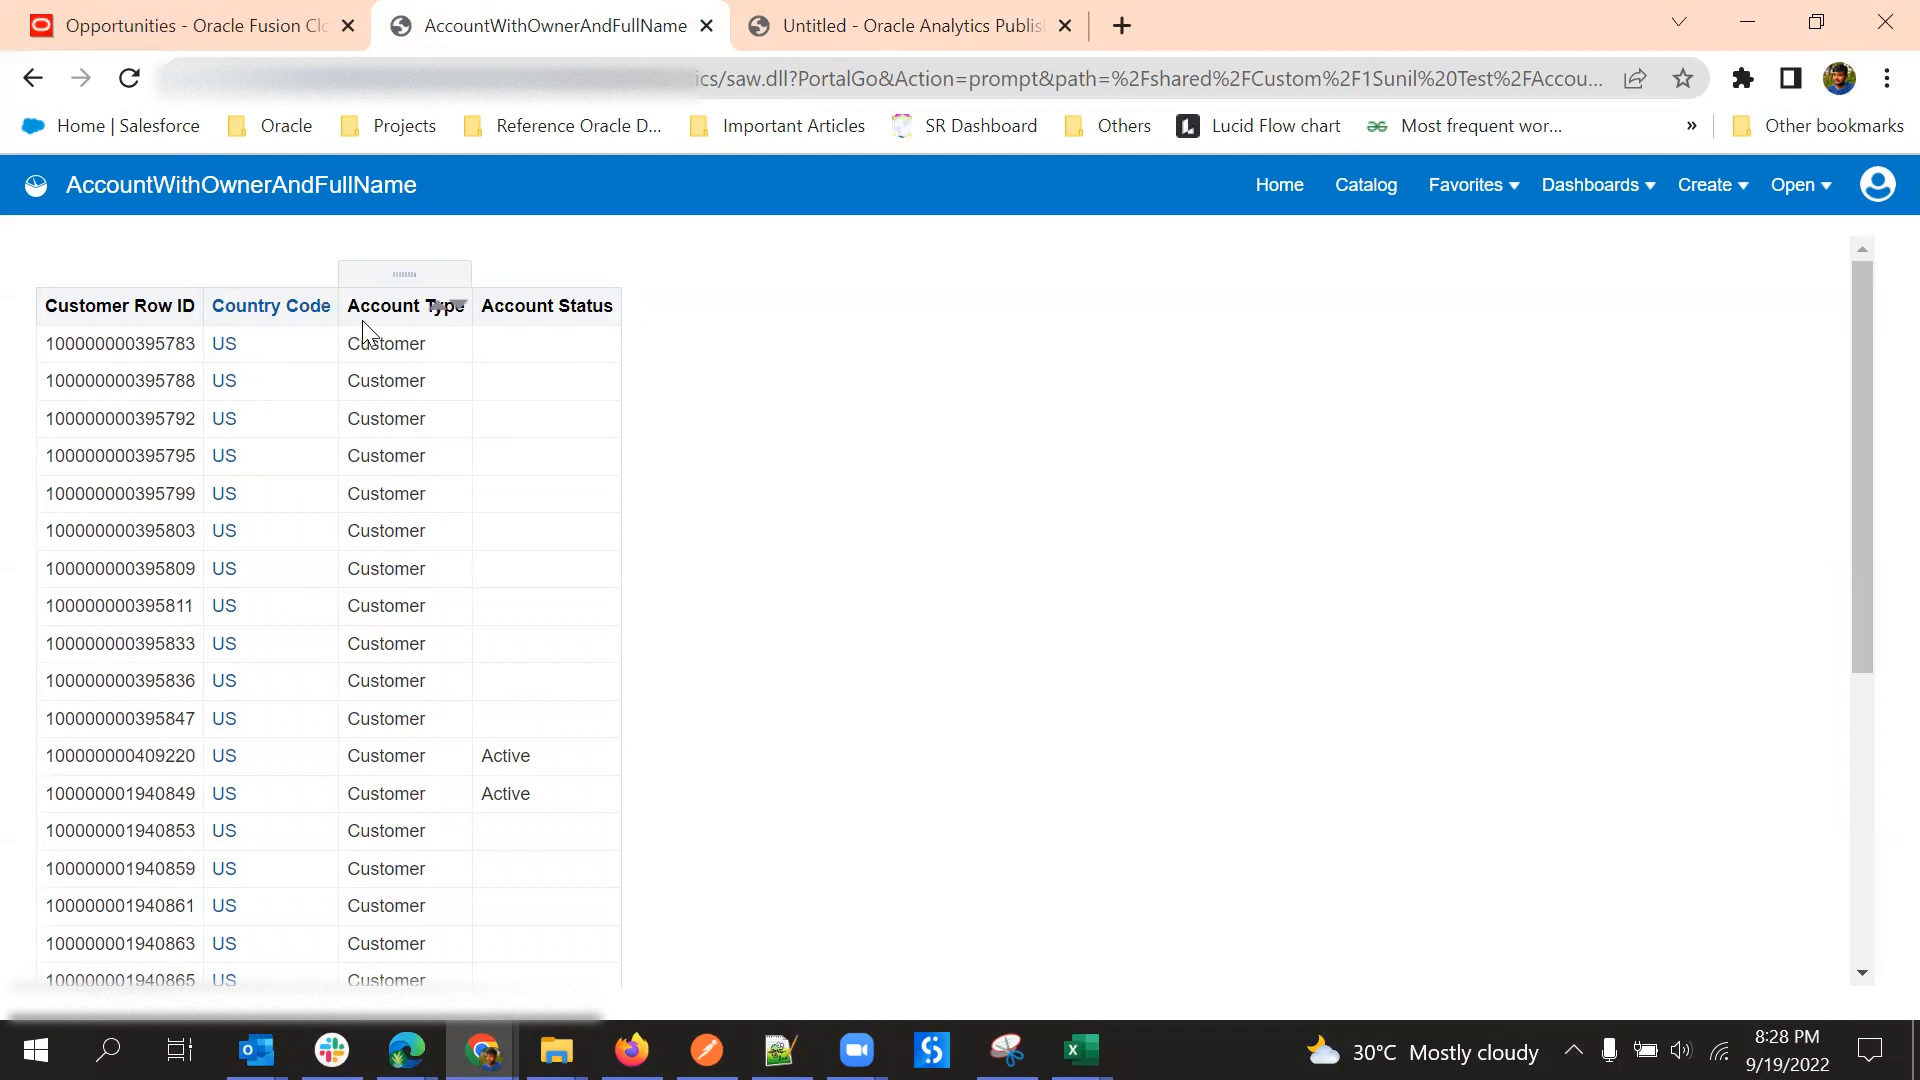 Opportunities - Oracle Fusion Clo
AccountWithOwnerAndFullName
Untitled - Oracle Analytics Publis
ics/saw.dll?PortalGo&Action=prompt&path=%2Fshared%2FCustom%2F1Sunil%20Test%2FAccou...
Home | Salesforce
Oracle
Projects
Reference Oracle D...
Important Articles
SR Dashboard
Others
Lucid Flow chart
Most frequent wor...
»
Other bookmarks
AccountWithOwnerAndFullName
Home
Catalog
Favorites
Dashboards
Create
Open
Customer Row ID Country Code Account Type Account Status
100000000395783 US Customer
100000000395788 US Customer
100000000395792 US Customer
100000000395795 US Customer
100000000395799 US Customer
100000000395803 US Customer
100000000395809 US Customer
100000000395811 US Customer
100000000395833 US Customer
100000000395836 US Customer
100000000395847 US Customer
100000000409220 US Customer Active
100000001940849 US Customer Active
100000001940853 US Customer
100000001940859 US Customer
100000001940861 US Customer
100000001940863 US Customer
100000001940865 US Customer
30°C Mostly cloudy
8:28 PM
9/19/2022